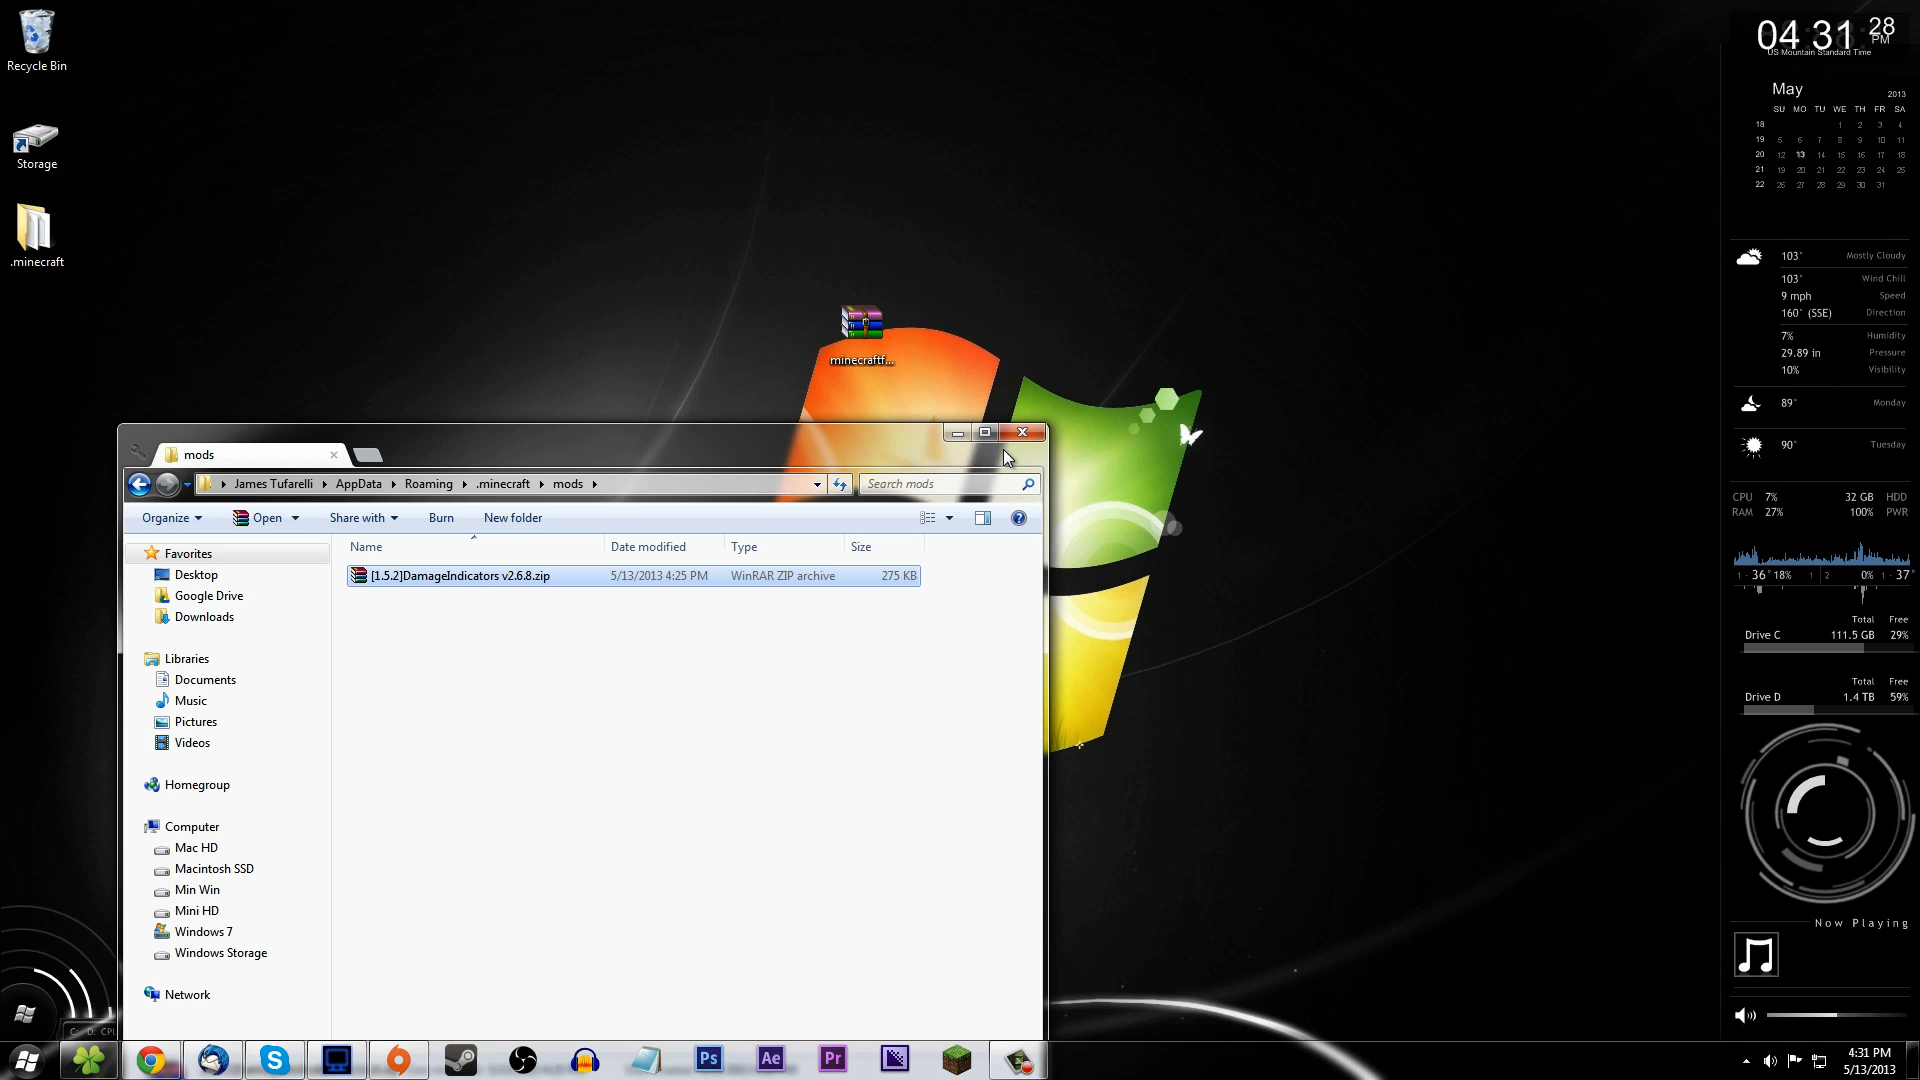 Recycle Bin
Storage
.minecraft
minecraftf...
mods
James Tufarelli
AppData
Roaming
.minecraft
mods
Search mods
Organize
Open
Share with
Burn
New folder
Name
Date modified
Type
Size
[1.5.2]DamageIndicators v2.6.8.zip
5/13/2013 4:25 PM
WinRAR ZIP archive
275 KB
Favorites
Desktop
Google Drive
Downloads
Libraries
Documents
Music
Pictures
Videos
Homegroup
Computer
Mac HD
Macintosh SSD
Min Win
Mini HD
Windows 7
Windows Storage
Network
04 31 28 PM
US Mountain Standard Time
May 2013
SU MO TU WE TH FR SA
18 1 2 3 4
19 5 6 7 8 9 10 11
20 12 13 14 15 16 17 18
21 19 20 21 22 23 24 25
22 26 27 28 29 30 31
103° Mostly Cloudy
103° Wind Chill
9 mph Speed
160° (SSE) Direction
7% Humidity
29.89 in Pressure
10% Visibility
89° Monday
90° Tuesday
CPU 7% 32 GB HDD
RAM 27% 100% PWR
1 · 36° 18% 1 2 0% 1 · 37°
Total Free
Drive C 111.5 GB 29%
Total Free
Drive D 1.4 TB 59%
Now Playing
C: D: CPU
Ps
Ae
Pr
4:31 PM
5/13/2013